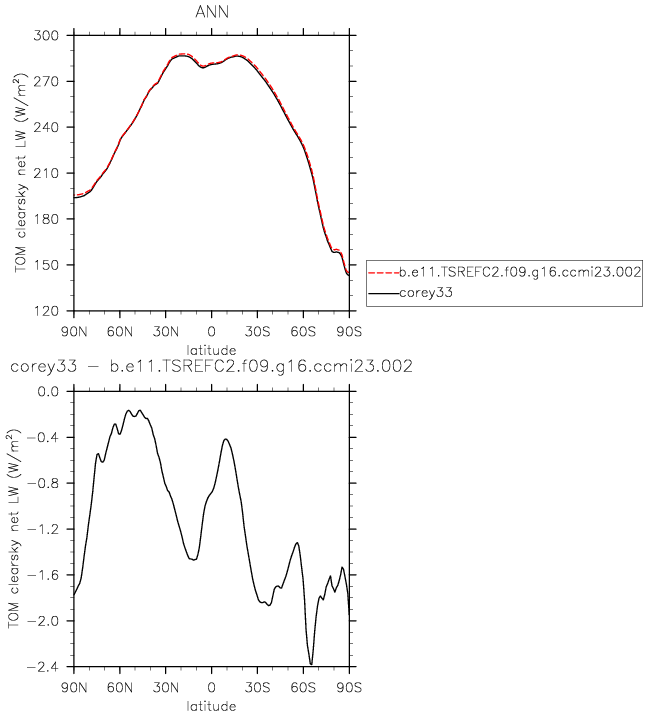 ANN
TOM clearsky net LW (W/m²)
300
270
240
210
180
150
120
90N 60N 30N 0 30S 60S 90S
latitude
b.e11.TSREFC2.f09.g16.ccmi23.002
corey33
corey33 − b.e11.TSREFC2.f09.g16.ccmi23.002
TOM clearsky net LW (W/m²)
0.0
−0.4
−0.8
−1.2
−1.6
−2.0
−2.4
90N 60N 30N 0 30S 60S 90S
latitude